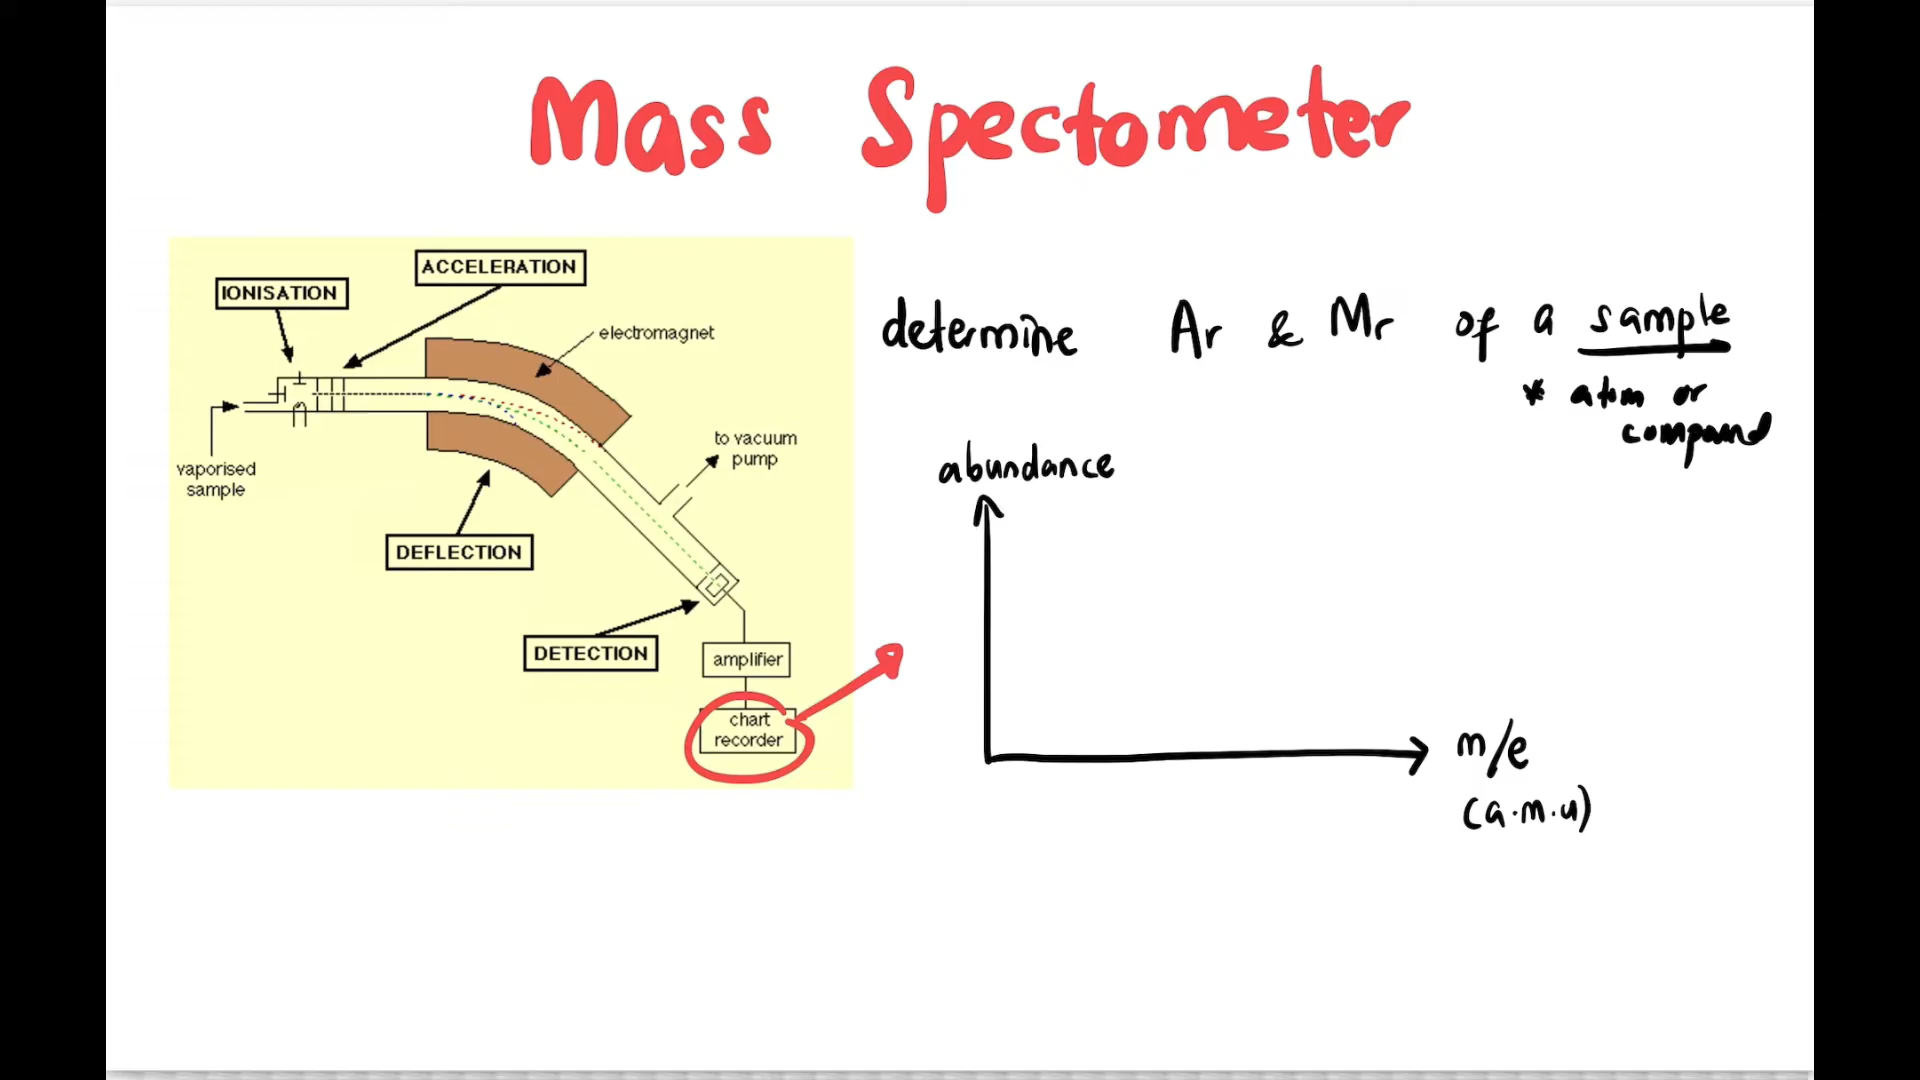 Mass Spectometer
ACCELERATION
IONISATION
electromagnet
vaporised
sample
to vacuum
pump
DEFLECTION
DETECTION
amplifier
chart
recorder
determine Ar & Mr of a sample
* atom or
compound
abundance
m/e
(a.m.u)